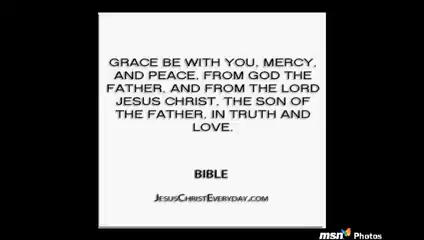 GRACE BE WITH YOU, MERCY,
AND PEACE, FROM GOD THE
FATHER, AND FROM THE LORD
JESUS CHRIST, THE SON OF
THE FATHER, IN TRUTH AND
LOVE.
BIBLE
JESUSCHRISTEVERYDAY.COM
msn Photos